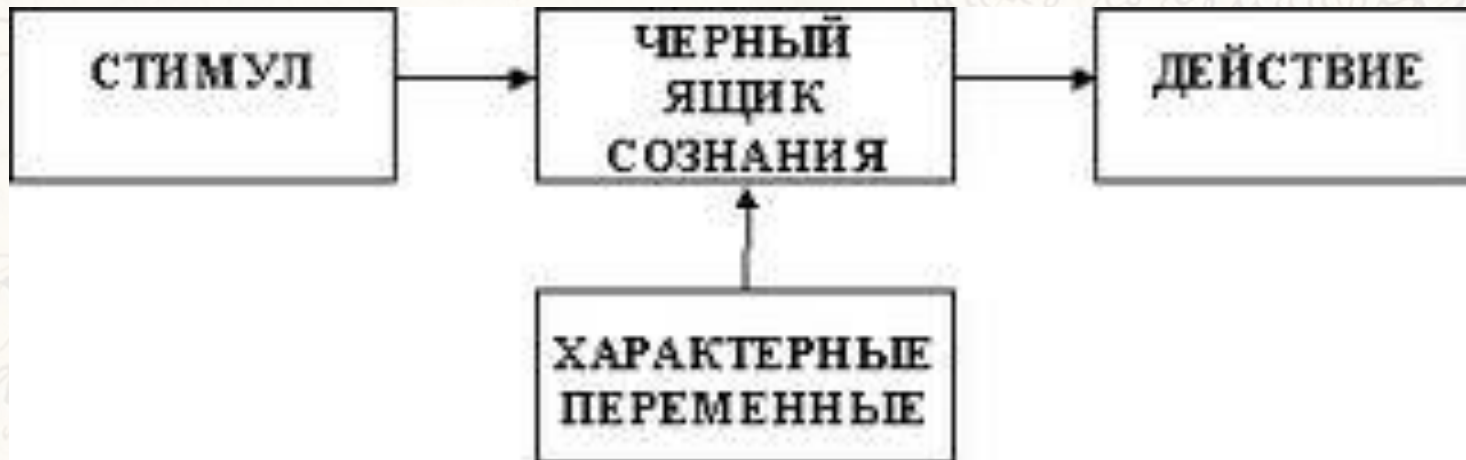 СТИМУЛ
ЧЕРНЫЙ
ЯЩИК
СОЗНАНИЯ
ДЕЙСТВИЕ
ХАРАКТЕРНЫЕ
ПЕРЕМЕННЫЕ